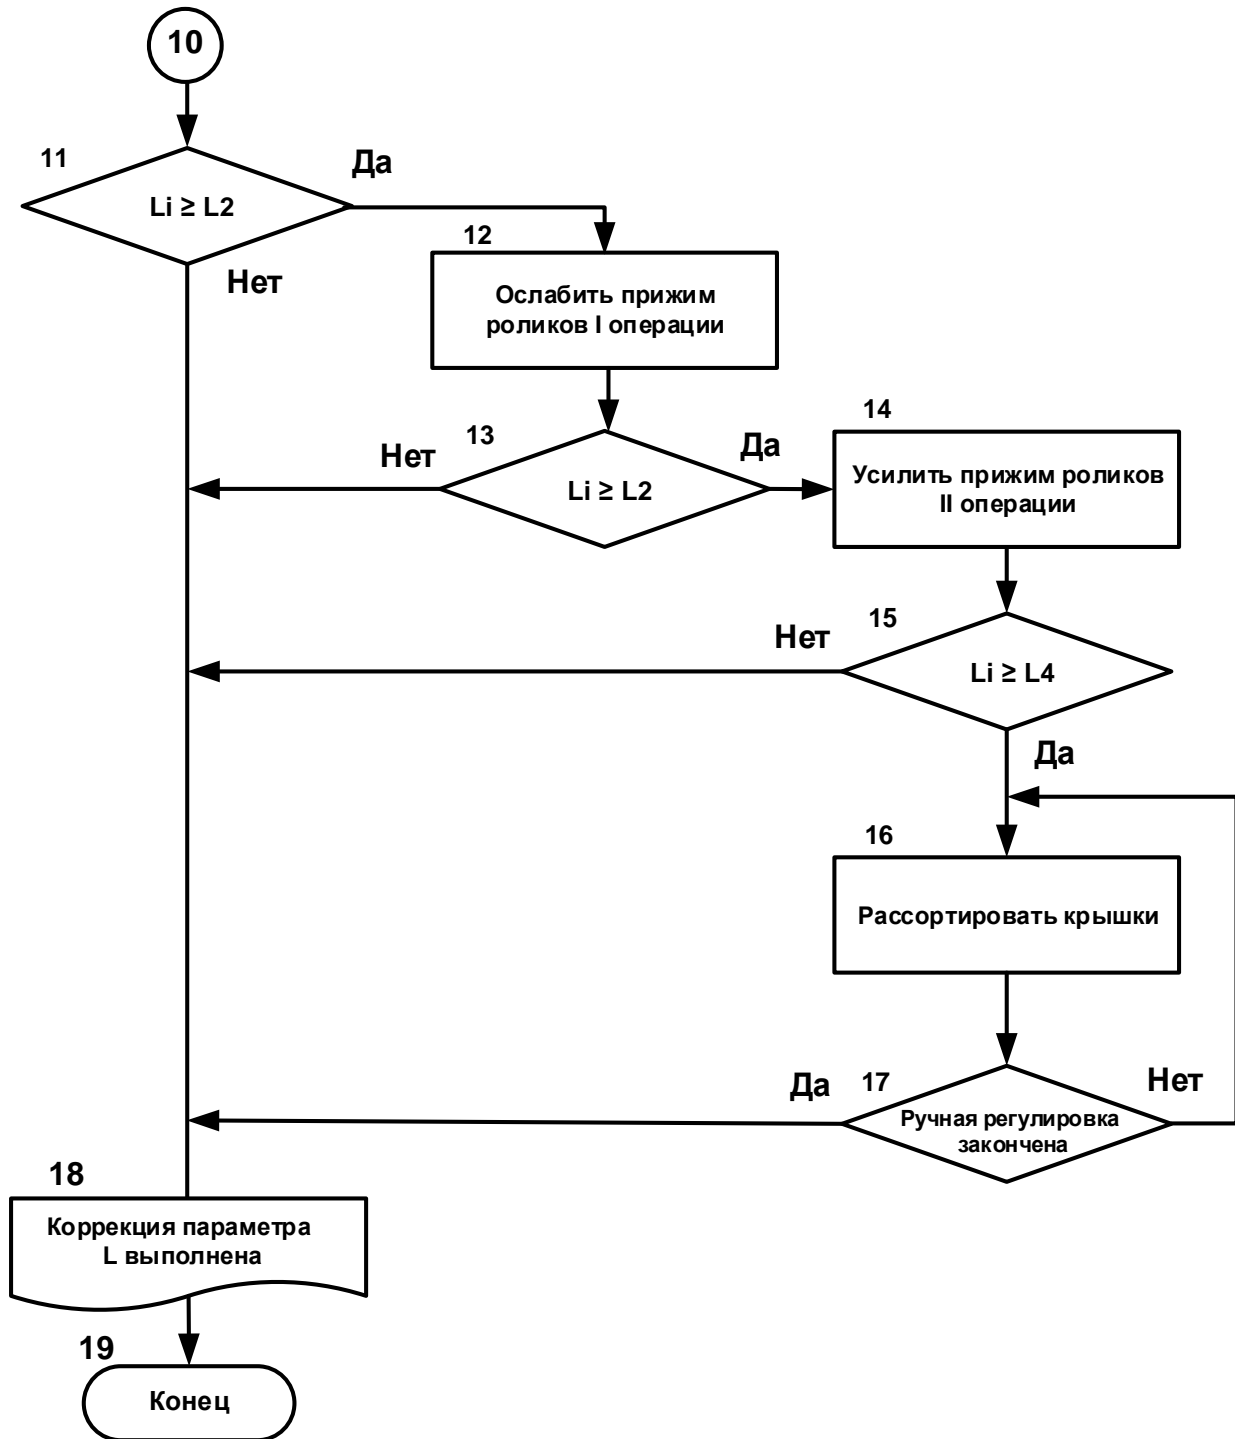 10
11
Да
Li ≥ L2
Нет
12
Ослабить прижим
роликов I операции
13
Нет
Да
Li ≥ L2
14
Усилить прижим роликов
II операции
15
Нет
Li ≥ L4
Да
16
Рассортировать крышки
17
Да
Нет
Ручная регулировка
закончена
18
Коррекция параметра
L выполнена
19
Конец